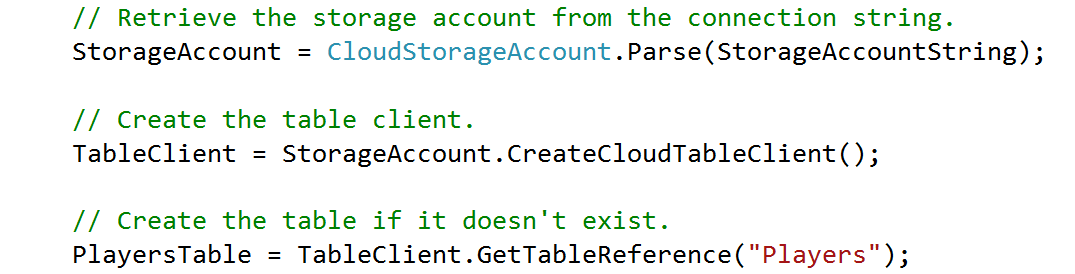 // Retrieve the storage account from the connection string.
StorageAccount = CloudStorageAccount.Parse(StorageAccountString);
// Create the table client.
TableClient = StorageAccount.CreateCloudTableClient();
// Create the table if it doesn't exist.
PlayersTable = TableClient.GetTableReference("Players");